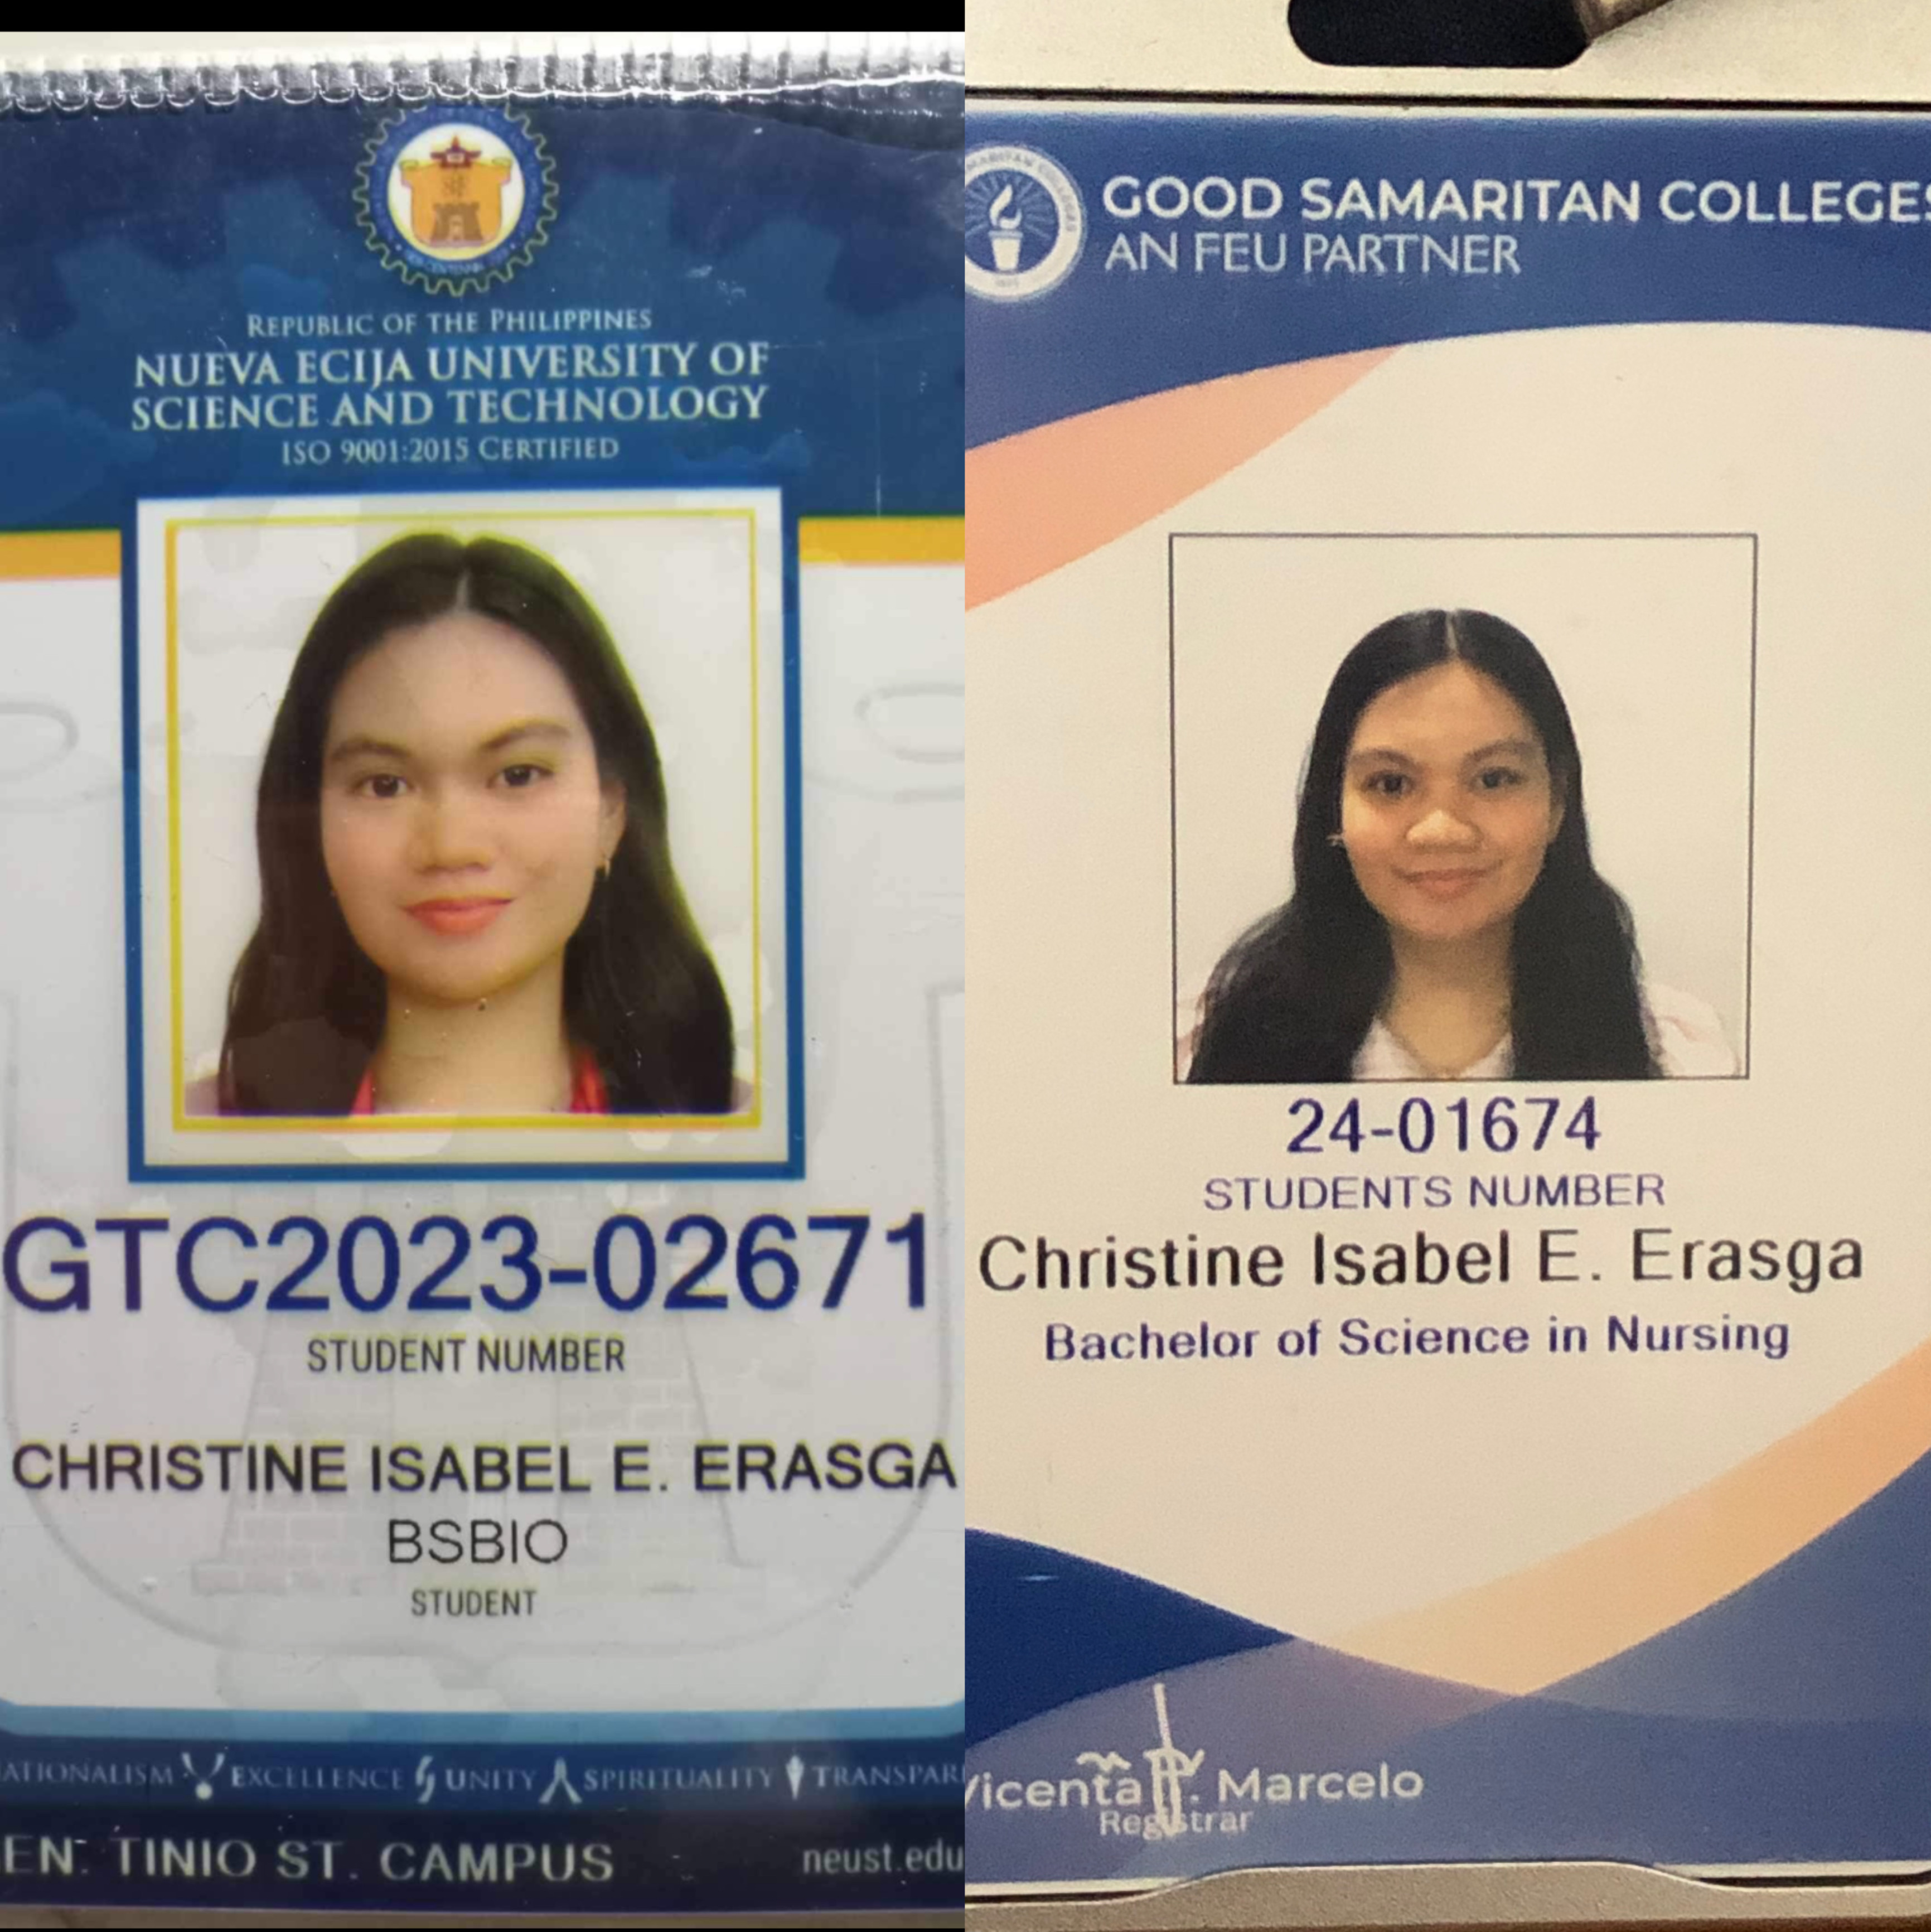 REPUBLIC OF THE PHILIPPINES
NUEVA ECIJA UNIVERSITY OF
SCIENCE AND TECHNOLOGY
ISO 9001:2015 CERTIFIED
GTC2023-02671
STUDENT NUMBER
CHRISTINE ISABEL E. ERASGA
BSBIO
STUDENT
ATIONALISM EXCELLENCE UNITY SPIRITUALITY TRANSPAR
EN. TINIO ST. CAMPUS
neust.edu
GOOD SAMARITAN COLLEGES
AN FEU PARTNER
24-01674
STUDENTS NUMBER
Christine Isabel E. Erasga
Bachelor of Science in Nursing
Vicenta P. Marcelo
Registrar